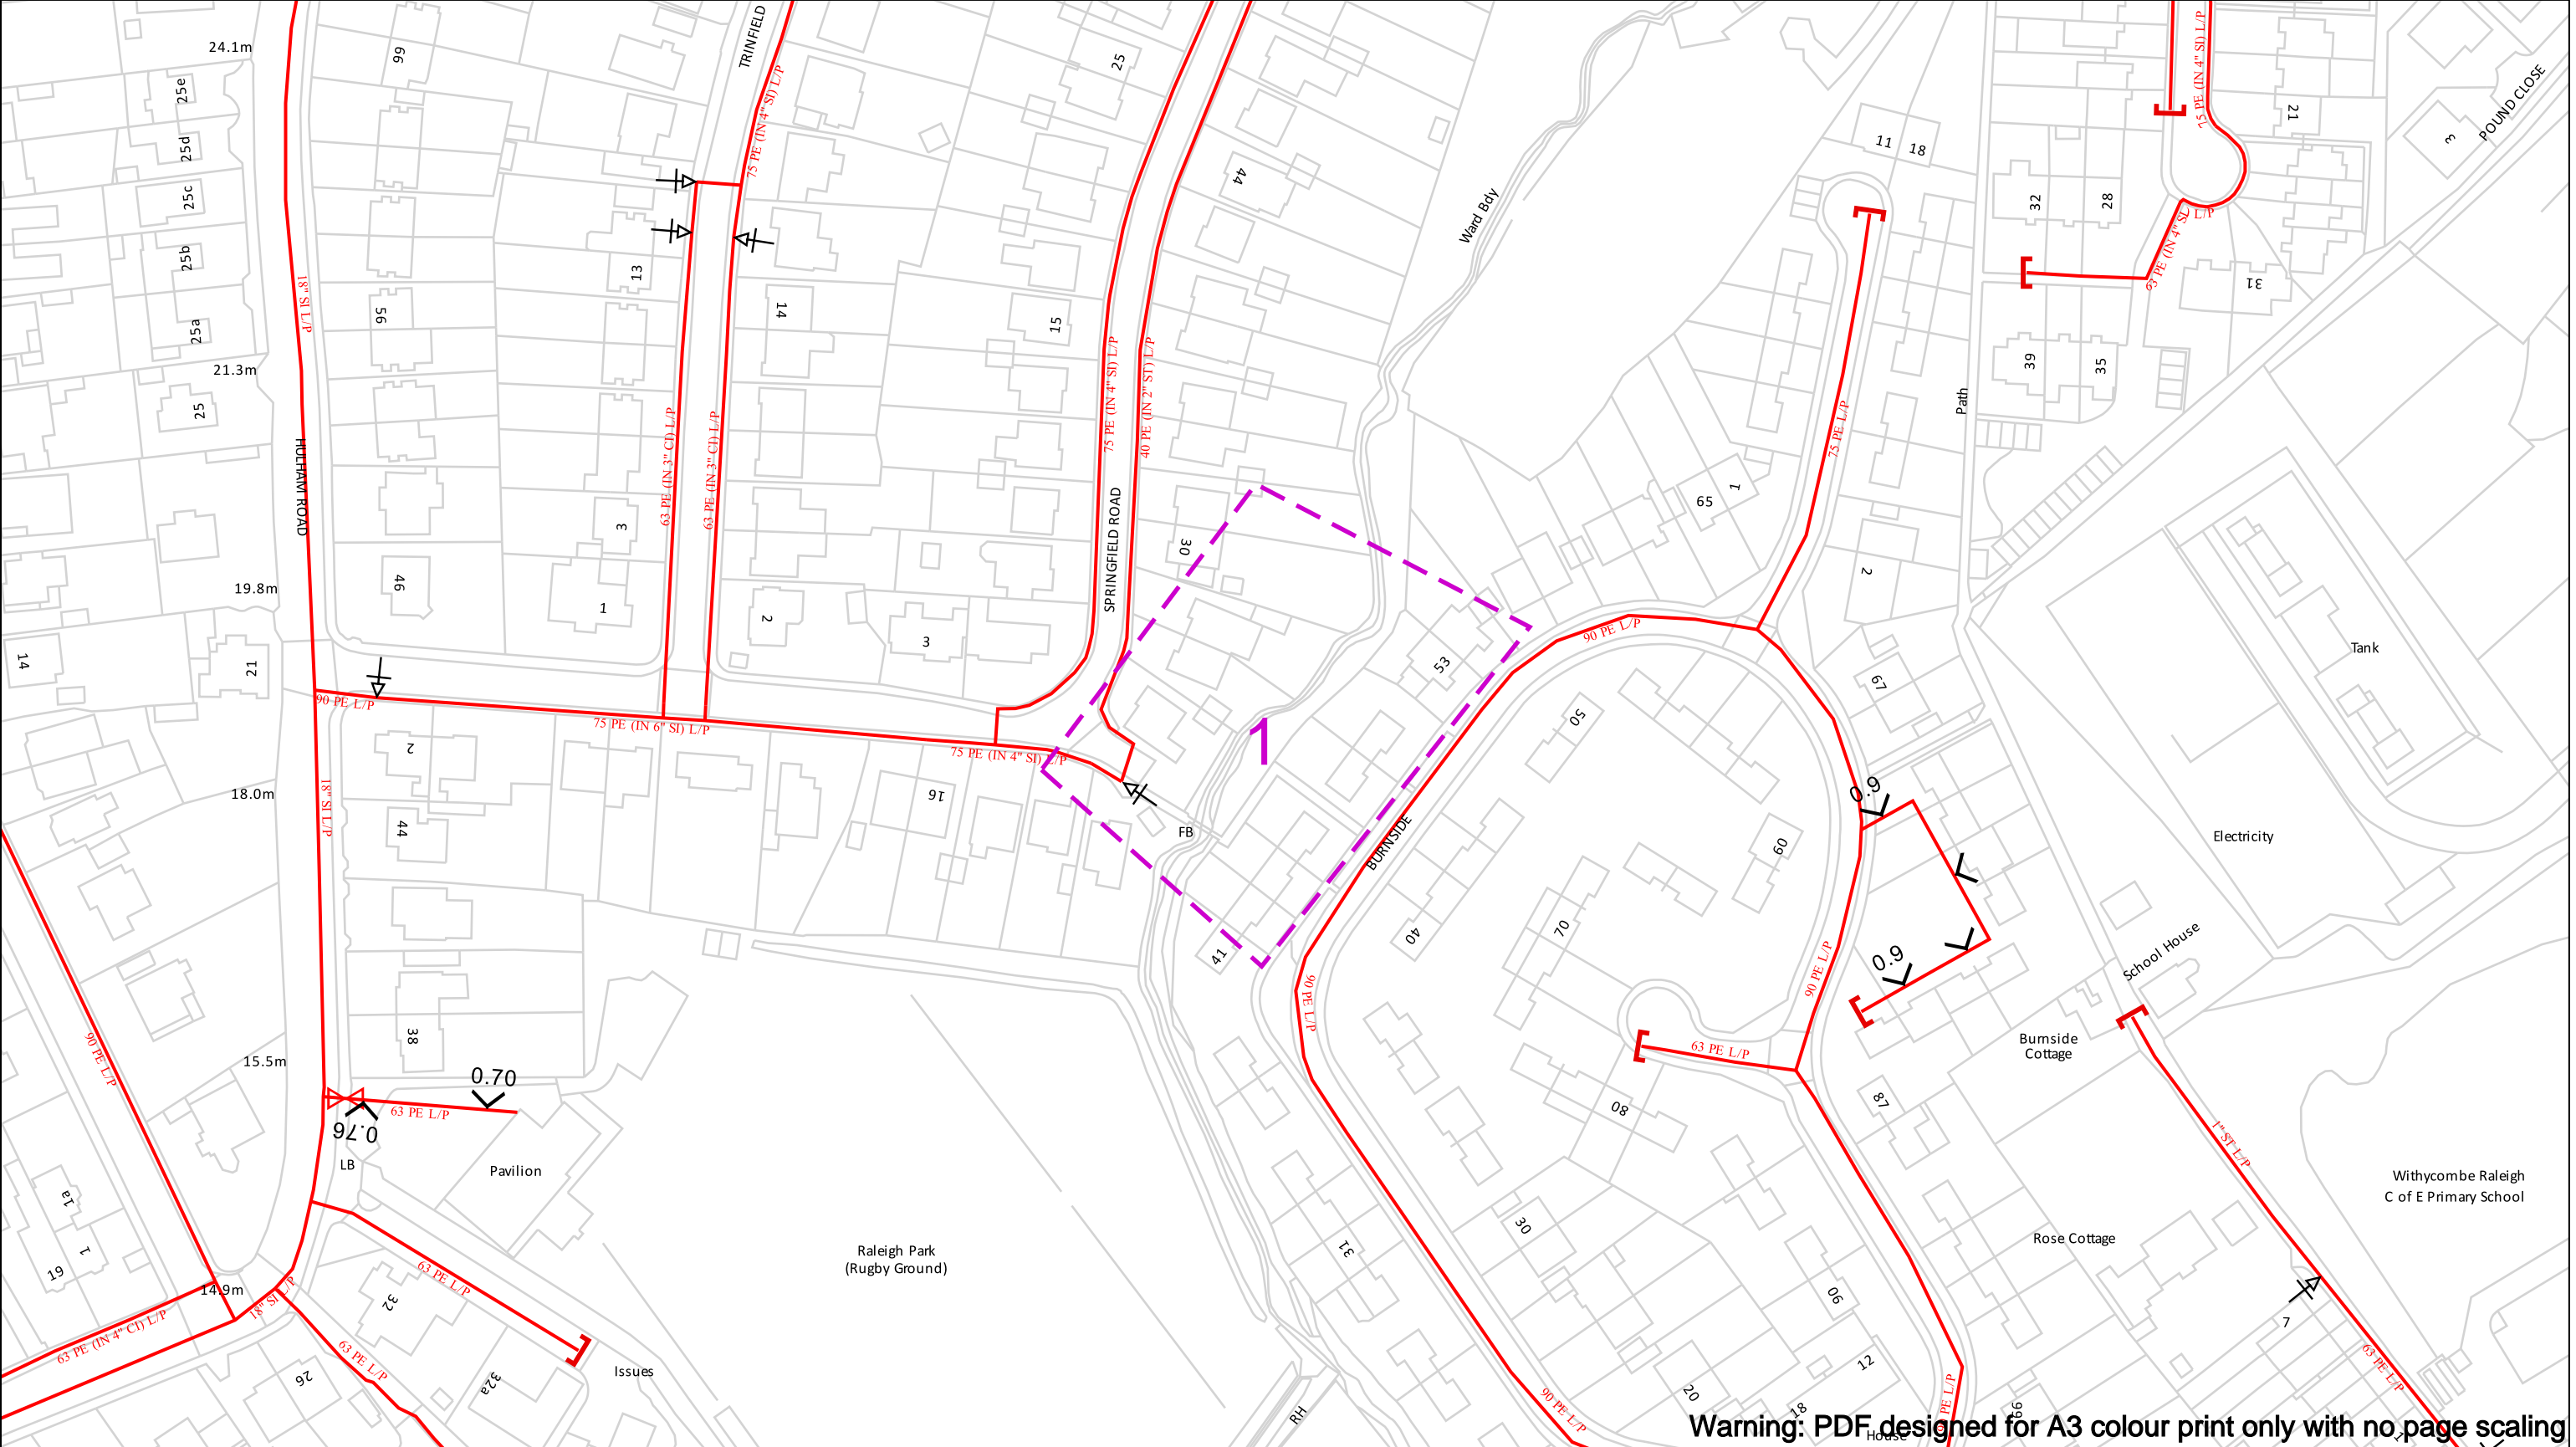 24.1m
25e
25d
25c
25b
25a
21.3m
25
19.8m
14
21
18.0m
15.5m
14.9m
HULHAM ROAD
18" SI L/P
18" SI L/P
18" SI L/P
66
56
46
13
3
1
TRINFIELD
75 PE (IN 4" SI) L/P
63 PE (IN 3" CI) L/P
63 PE (IN 3" CI) L/P
14
2
25
15
3
44
30
75 PE (IN 4" SI) L/P
40 PE (IN 2" ST) L/P
SPRINGFIELD ROAD
90 PE L/P
75 PE (IN 6" SI) L/P
75 PE (IN 4" SI) L/P
2
44
38
16
FB
1
Ward Bdy
53
41
BURNSIDE
90 PE L/P
90 PE L/P
90 PE L/P
90 PE L/P
75 PE L/P
11
18
65
1
2
67
50
40
60
70
80
63 PE L/P
87
31
30
20
18
12
90
99
Path
75 PE (IN 4" SI) L/P
63 PE (IN 4" SI) L/P
32
28
21
31
39
35
3
POUND CLOSE
Tank
Electricity
0.9
0.9
School House
Burnside
Cottage
Rose Cottage
Withycombe Raleigh
C of E Primary School
1" ST L/P
63 PE L/P
7
0.70
0.76
63 PE L/P
LB
Pavilion
Raleigh Park
(Rugby Ground)
Issues
RH
90 PE L/P
1a
1
19
63 PE (IN 4" CI) L/P
63 PE L/P
63 PE L/P
32
32a
26
House
Warning: PDF designed for A3 colour print only with no page scaling